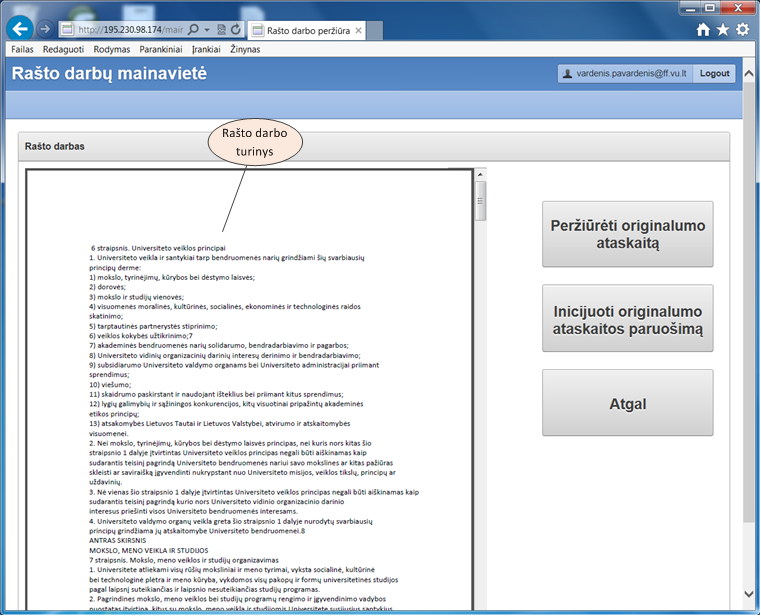 http://195.230.98.174/mair
Rašto darbo peržiūra
Failas Redaguoti Rodymas Parankiniai Įrankiai Žinynas
Rašto darbų mainavietė
vardenis.pavardenis@ff.vu.lt
Logout
Rašto darbas
Rašto darbo
turinys
6 straipsnis. Universiteto veiklos principai
1. Universiteto veikla ir santykiai tarp bendruomenės narių grindžiami šių svarbiausių
principų derme:
1) mokslo, tyrinėjimų, kūrybos bei dėstymo laisvės;
2) dorovės;
3) mokslo ir studijų vienovės;
4) visuomenės moralinės, kultūrinės, socialinės, ekonominės ir technologinės raidos
skatinimo;
5) tarptautinės partnerystės stiprinimo;
6) veiklos kokybės užtikrinimo;7
7) akademinės bendruomenės narių solidarumo, bendradarbiavimo ir pagarbos;
8) Universiteto vidinių organizacinių darinių interesų derinimo ir bendradarbiavimo;
9) subsidiarumo Universiteto valdymo organams bei Universiteto administracijai priimant
sprendimus;
10) viešumo;
11) skaidrumo paskirstant ir naudojant išteklius bei priimant kitus sprendimus;
12) lygių galimybių ir sąžiningos konkurencijos, kitų visuotinai pripažintų akademinės
etikos principų;
13) atsakomybės Lietuvos Tautai ir Lietuvos Valstybei, atvirumo ir atskaitomybės
visuomenei.
2. Nei mokslo, tyrinėjimų, kūrybos bei dėstymo laisvės principas, nei kuris nors kitas šio
straipsnio 1 dalyje įtvirtintas Universiteto veiklos principas negali būti aiškinamas kaip
sudarantis teisinį pagrindą Universiteto bendruomenės nariui savo mokslines ar kitas pažiūras
skleisti ar saviraišką įgyvendinti nukrypstant nuo Universiteto misijos, veiklos tikslų, principų ar
uždavinių.
3. Nė vienas šio straipsnio 1 dalyje įtvirtintas Universiteto veiklos principas negali būti aiškinamas kaip
sudarantis teisinį pagrindą kurio nors Universiteto vidinio organizacinio darinio
interesus priešinti visos Universiteto bendruomenės interesams.
4. Universiteto valdymo organų veikla greta šio straipsnio 1 dalyje nurodytų svarbiausių
principų grindžiama jų atskaitomybe Universiteto bendruomenei.8
ANTRAS SKIRSNIS
MOKSLO, MENO VEIKLA IR STUDIJOS
7 straipsnis. Mokslo, meno veiklos ir studijų organizavimas
1. Universitete atliekami visų rūšių moksliniai ir meno tyrimai, vyksta socialinė, kultūrinė
bei technologinė plėtra ir meno kūryba, vykdomos visų pakopų ir formų universitetinės studijos
pagal laipsnį suteikiančias ir laipsnio nesuteikiančias studijų programas.
2. Pagrindines mokslo, meno veiklos bei studijų programų rengimo ir įgyvendinimo vadybos
nuostatas įtvirtina, kitus su mokslo, meno veikla ir studijomis Universitete susijusius santykius
Peržiūrėti originalumo
ataskaitą
Inicijuoti originalumo
ataskaitos paruošimą
Atgal